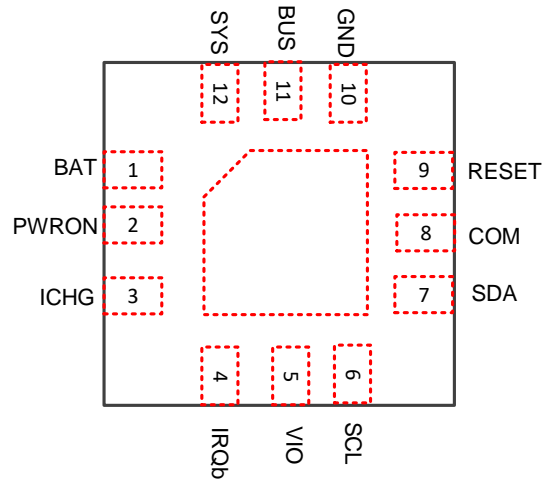 SYS
BUS
GND
12
11
10
BAT
1
9
RESET
PWRON
2
8
COM
ICHG
3
7
SDA
4
5
6
IRQb
VIO
SCL